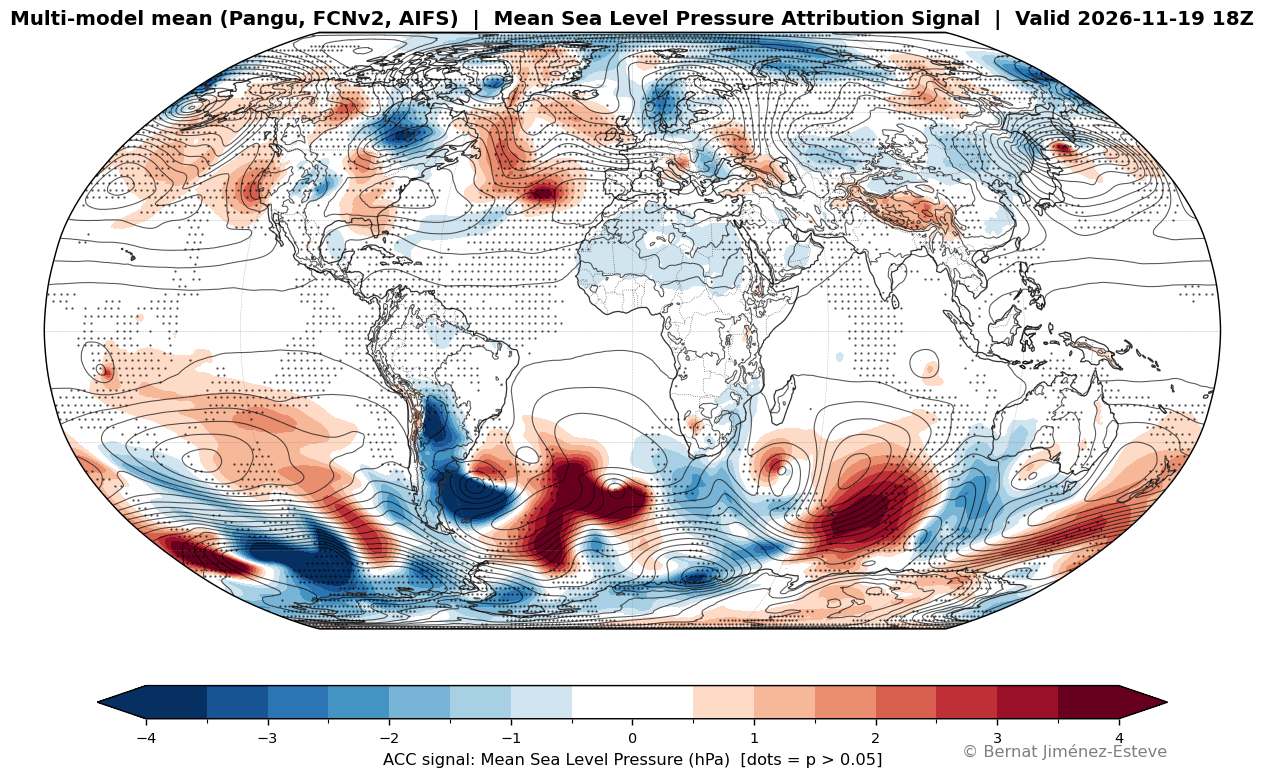 Multi-model mean (Pangu, FCNv2, AIFS)  |  Mean Sea Level Pressure Attribution Signal  |  Valid 2026-11-19 18Z
−4 −3 −2 −1 0 1 2 3 4
ACC signal: Mean Sea Level Pressure (hPa)  [dots = p > 0.05]
© Bernat Jiménez-Esteve